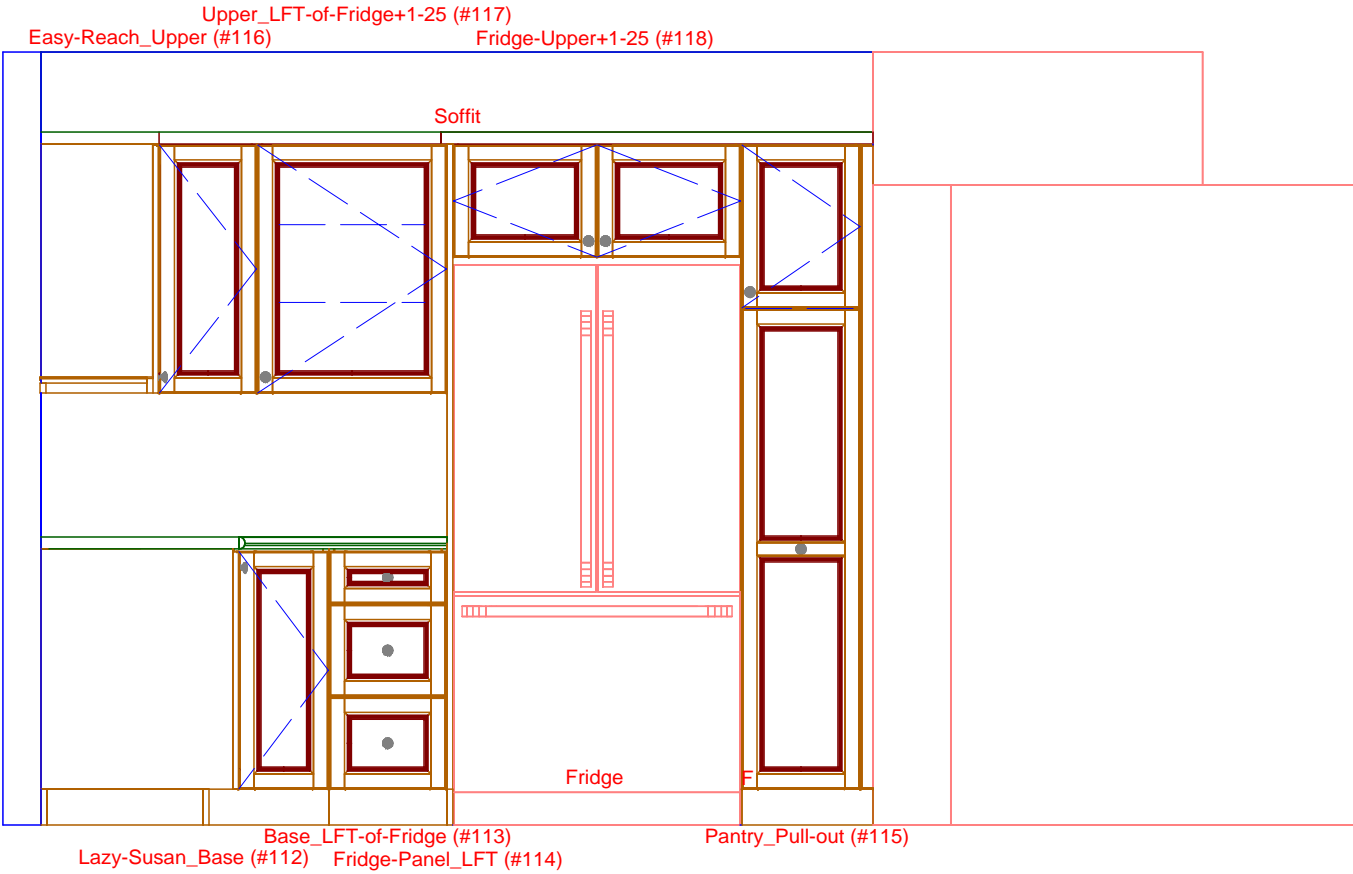 Upper_LFT-of-Fridge+1-25 (#117)
Easy-Reach_Upper (#116)
Fridge-Upper+1-25 (#118)
Soffit
Fridge
F
Base_LFT-of-Fridge (#113)
Pantry_Pull-out (#115)
Lazy-Susan_Base (#112)
Fridge-Panel_LFT (#114)